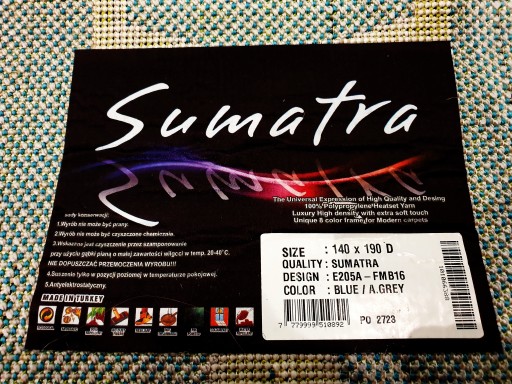 Sumatra
The Universal Expression of High Quality and Desing
100% Polypropylene/Heatset Yarn
Luxury High density with extra soft touch
Unique 8 color frame for Modern carpets
konserwacji:
1.Wyrób nie może być prany.
2.Wyrób nie może być czyszczone chemicznie.
3.Wskazane jest czyszczenie przez szamponowanie
przy użyciu gąbki pianą o małej zawartości wilgoci w temp. 20-40°C.
NIE DOPUSZCZAĆ PRZEMOCZENIA WYROBU!!!
4.Suszenie tylko w pozycji poziomej w temperaturze pokojowej.
5.Antyelektrostatyczny.
MADE IN TURKEY
SIZE : 140 x 190 D
QUALITY : SUMATRA
DESIGN : E205A-FMB16
COLOR : BLUE / A.GREY
7 779999 510892
PO 2723